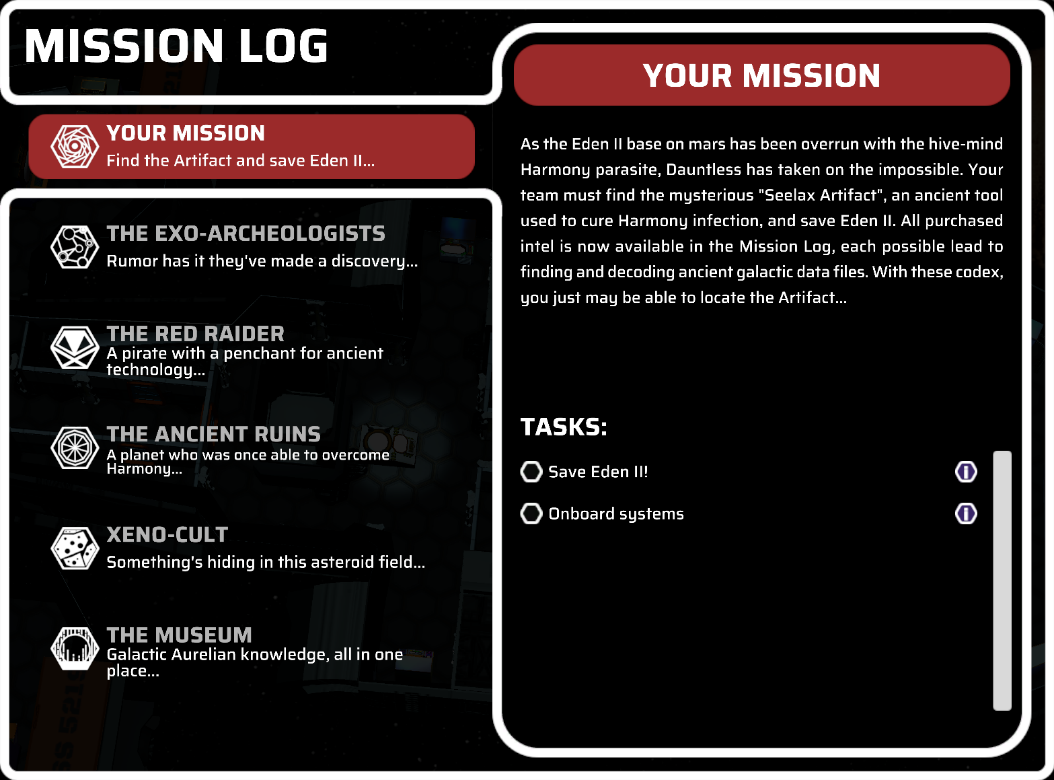 MISSION LOG
YOUR MISSION
Find the Artifact and save Eden II...
THE EXO-ARCHEOLOGISTS
Rumor has it they've made a discovery...
THE RED RAIDER
A pirate with a penchant for ancient
technology...
THE ANCIENT RUINS
A planet who was once able to overcome
Harmony...
XENO-CULT
Something's hiding in this asteroid field...
THE MUSEUM
Galactic Aurelian knowledge, all in one
place...
YOUR MISSION
As the Eden II base on mars has been overrun with the hive-mind
Harmony parasite, Dauntless has taken on the impossible. Your
team must find the mysterious "Seelax Artifact", an ancient tool
used to cure Harmony infection, and save Eden II. All purchased
intel is now available in the Mission Log, each possible lead to
finding and decoding ancient galactic data files. With these codex,
you just may be able to locate the Artifact...
TASKS:
Save Eden II!
Onboard systems